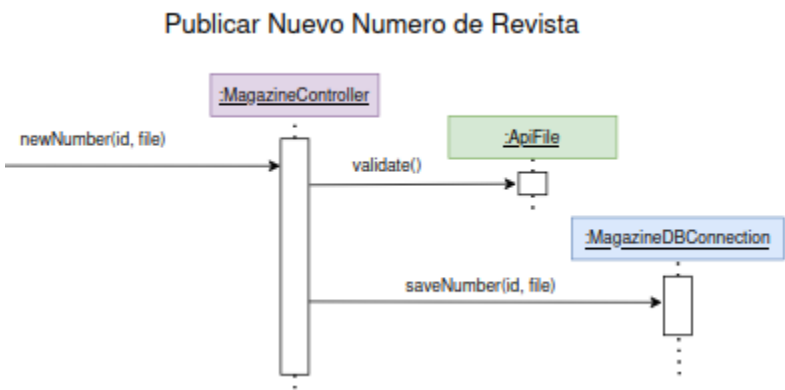 Publicar Nuevo Numero de Revista
:MagazineController
newNumber(id, file)
:ApiFile
validate()
:MagazineDBConnection
saveNumber(id, file)